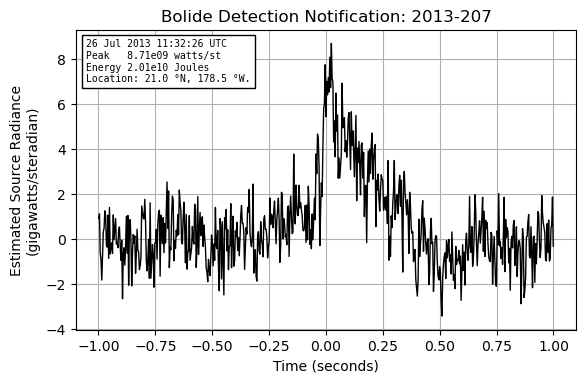 Bolide Detection Notification: 2013-207
26 Jul 2013 11:32:26 UTC
Peak   8.71e09 watts/st
Energy 2.01e10 Joules
Location: 21.0 °N, 178.5 °W.
Estimated Source Radiance
(gigawatts/steradian)
8
6
4
2
0
−2
−4
−1.00 −0.75 −0.50 −0.25 0.00 0.25 0.50 0.75 1.00
Time (seconds)